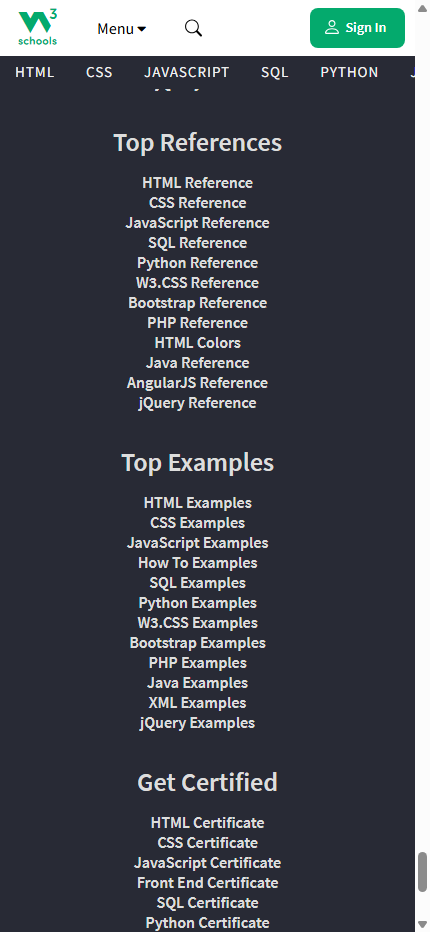 3
schools
Menu
Sign In
HTML CSS JAVASCRIPT SQL PYTHON
Top References
HTML Reference
CSS Reference
JavaScript Reference
SQL Reference
Python Reference
W3.CSS Reference
Bootstrap Reference
PHP Reference
HTML Colors
Java Reference
AngularJS Reference
jQuery Reference
Top Examples
HTML Examples
CSS Examples
JavaScript Examples
How To Examples
SQL Examples
Python Examples
W3.CSS Examples
Bootstrap Examples
PHP Examples
Java Examples
XML Examples
jQuery Examples
Get Certified
HTML Certificate
CSS Certificate
JavaScript Certificate
Front End Certificate
SQL Certificate
Python Certificate